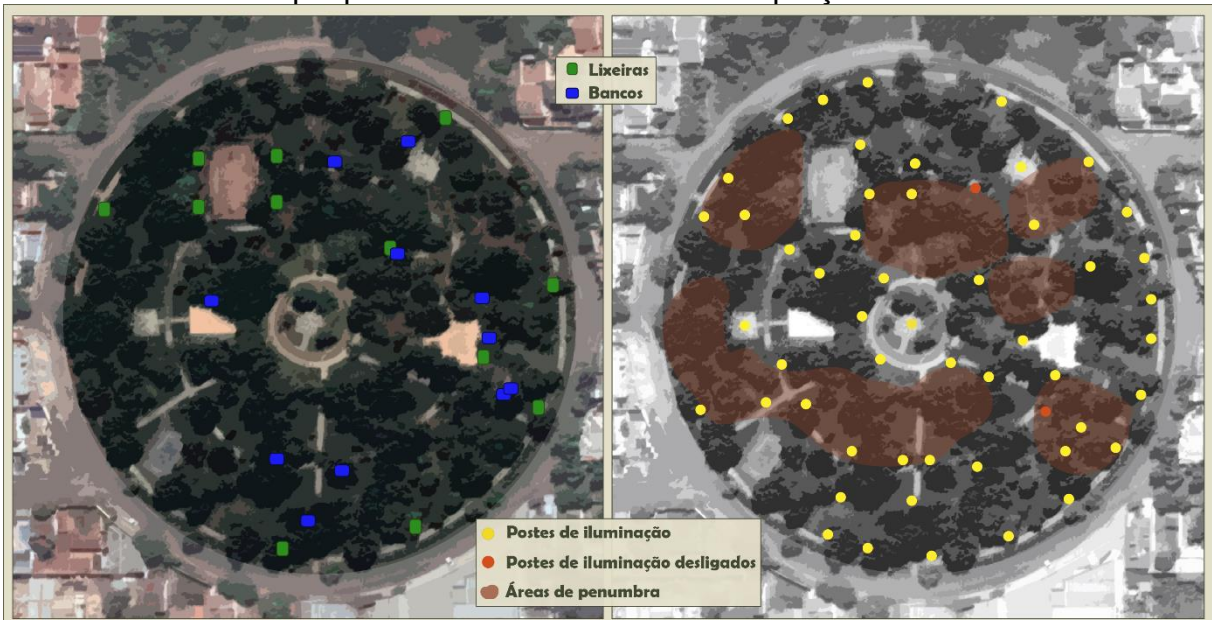 Lixeiras
Bancos
Postes de iluminação
Postes de iluminação desligados
Áreas de penumbra